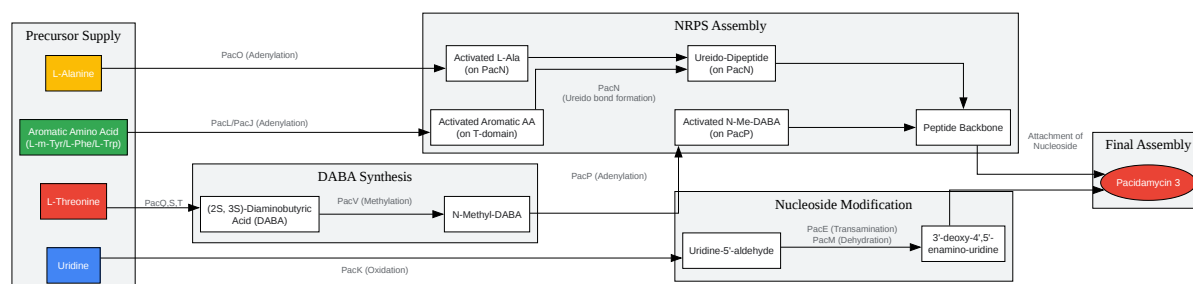 Precursor Supply
L-Alanine
Aromatic Amino Acid
(L-m-Tyr/L-Phe/L-Trp)
L-Threonine
Uridine
PacO (Adenylation)
PacL/PacJ (Adenylation)
PacQ,S,T
PacK (Oxidation)
DABA Synthesis
(2S, 3S)-Diaminobutyric
Acid (DABA)
PacV (Methylation)
N-Methyl-DABA
NRPS Assembly
Activated L-Ala
(on PacN)
Activated Aromatic AA
(on T-domain)
PacN
(Ureido bond formation)
Ureido-Dipeptide
(on PacN)
Activated N-Me-DABA
(on PacP)
Peptide Backbone
PacP (Adenylation)
Nucleoside Modification
Uridine-5'-aldehyde
PacE (Transamination)
PacM (Dehydration)
3'-deoxy-4',5'-
enamino-uridine
Attachment of
Nucleoside
Final Assembly
Pacidamycin 3